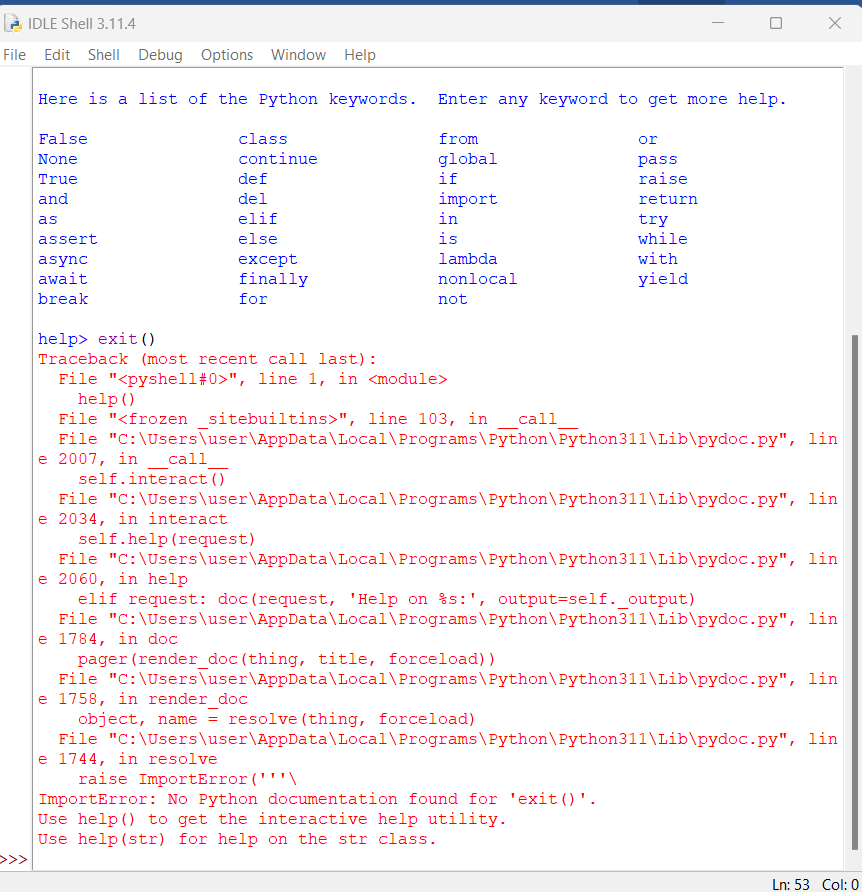 IDLE Shell 3.11.4
File Edit Shell Debug Options Window Help
Here is a list of the Python keywords.  Enter any keyword to get more help.
False               class               from                or
None                continue            global              pass
True                def                 if                  raise
and                 del                 import              return
as                  elif                in                  try
assert              else                is                  while
async               except              lambda              with
await               finally             nonlocal            yield
break               for                 not
help> exit()
Traceback (most recent call last):
  File "<pyshell#0>", line 1, in <module>
    help()
  File "<frozen _sitebuiltins>", line 103, in __call__
  File "C:\Users\user\AppData\Local\Programs\Python\Python311\Lib\pydoc.py", lin
e 2007, in __call__
    self.interact()
  File "C:\Users\user\AppData\Local\Programs\Python\Python311\Lib\pydoc.py", lin
e 2034, in interact
    self.help(request)
  File "C:\Users\user\AppData\Local\Programs\Python\Python311\Lib\pydoc.py", lin
e 2060, in help
    elif request: doc(request, 'Help on %s:', output=self._output)
  File "C:\Users\user\AppData\Local\Programs\Python\Python311\Lib\pydoc.py", lin
e 1784, in doc
    pager(render_doc(thing, title, forceload))
  File "C:\Users\user\AppData\Local\Programs\Python\Python311\Lib\pydoc.py", lin
e 1758, in render_doc
    object, name = resolve(thing, forceload)
  File "C:\Users\user\AppData\Local\Programs\Python\Python311\Lib\pydoc.py", lin
e 1744, in resolve
    raise ImportError('''\
ImportError: No Python documentation found for 'exit()'.
Use help() to get the interactive help utility.
Use help(str) for help on the str class.
>>>
Ln: 53 Col: 0